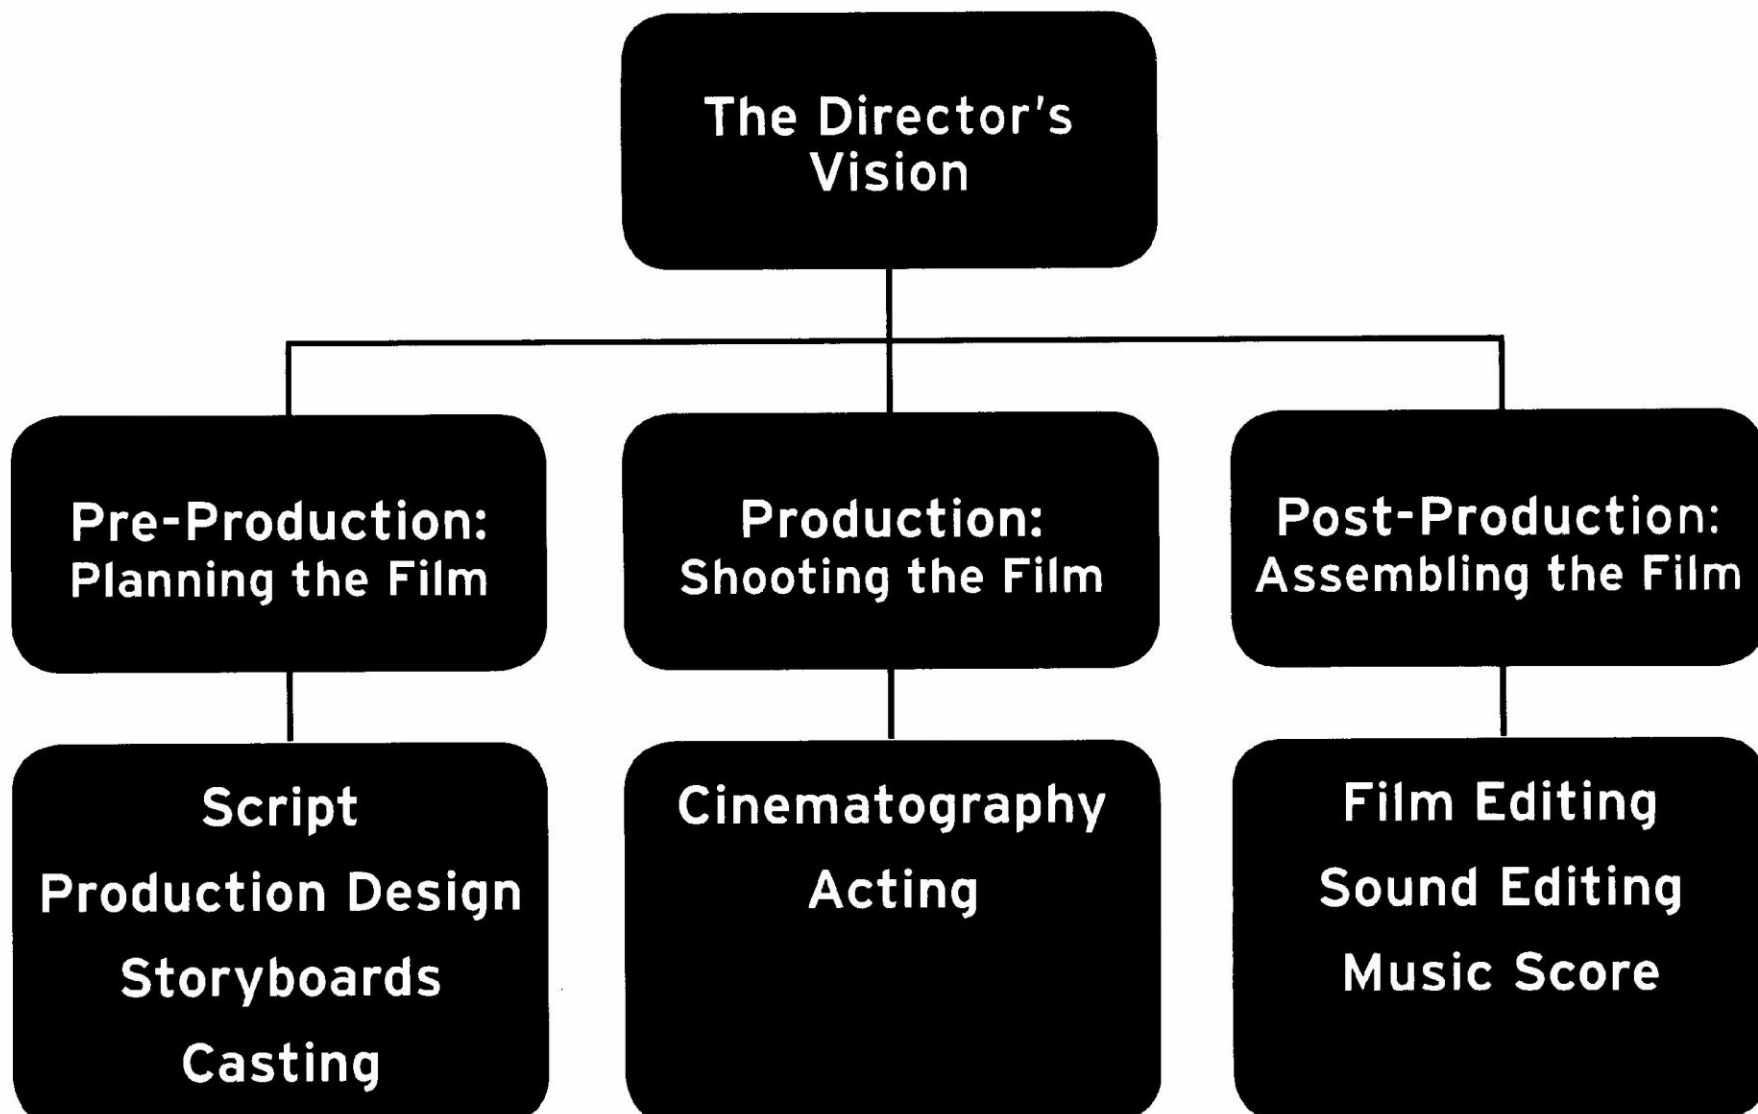 The Director's
Vision
Pre-Production:
Planning the Film
Production:
Shooting the Film
Post-Production:
Assembling the Film
Script
Production Design
Storyboards
Casting
Cinematography
Acting
Film Editing
Sound Editing
Music Score